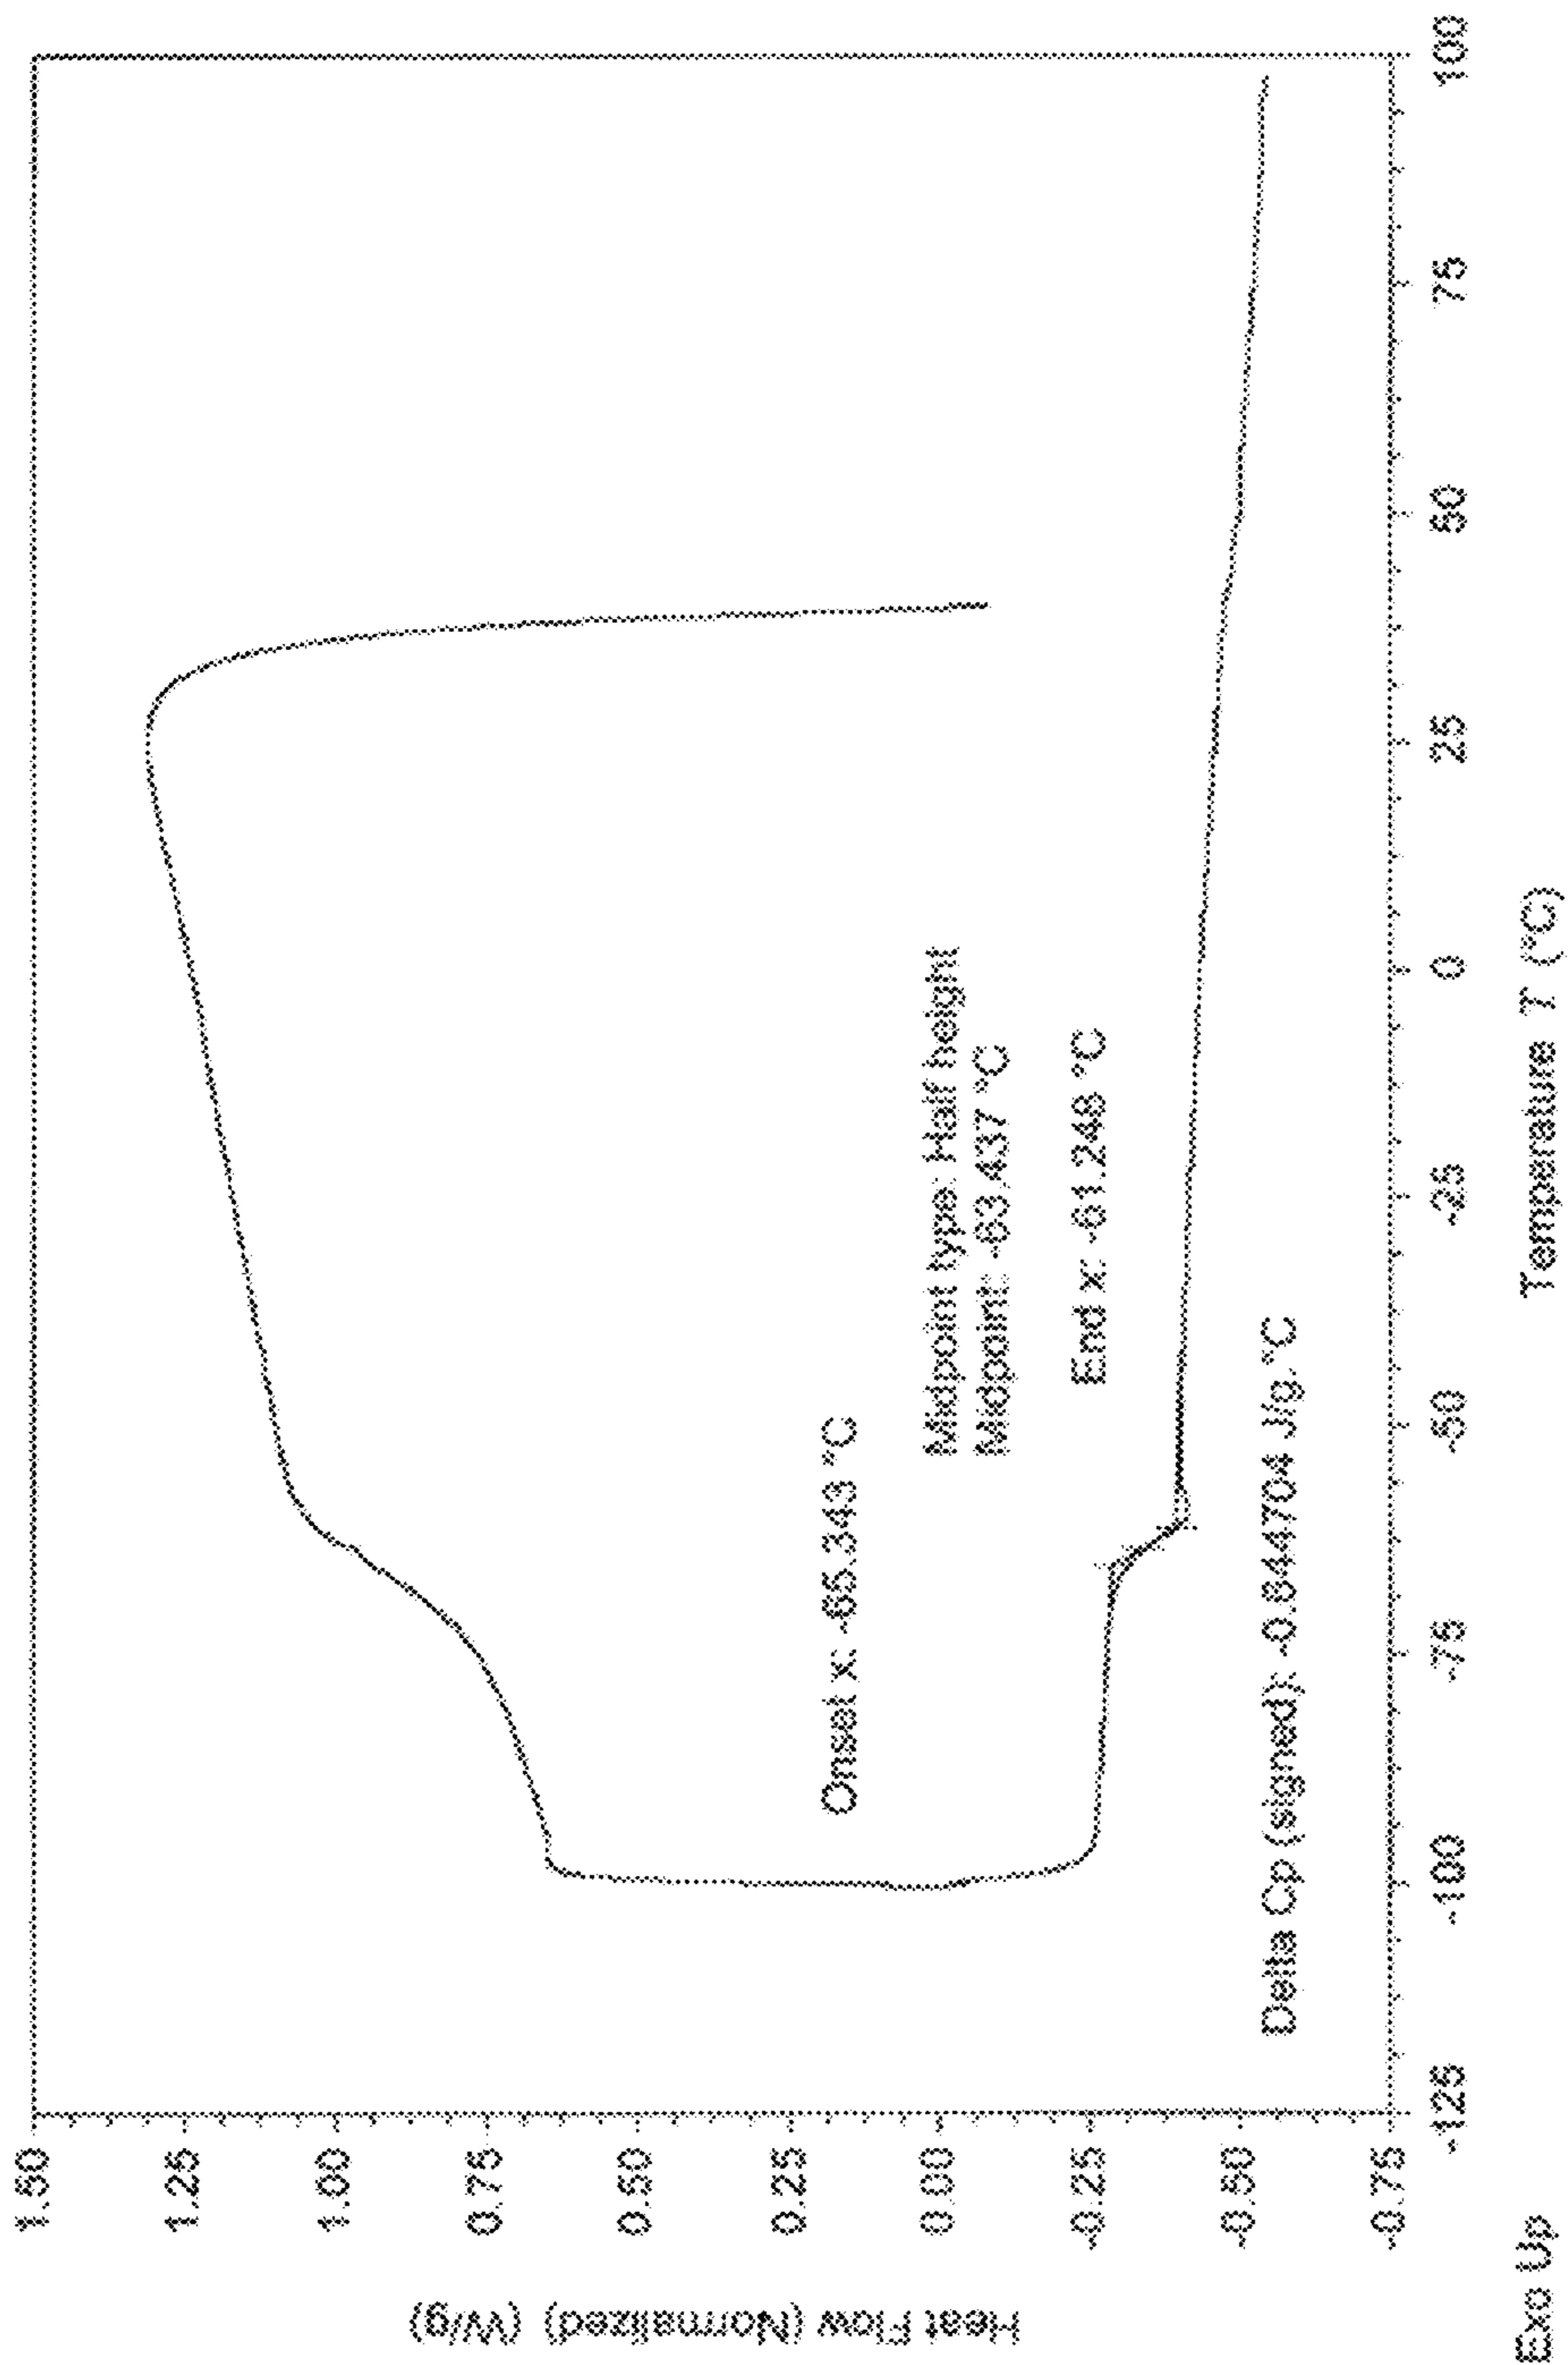 Heat Flow (Normalized) (W/g)
1.50
1.25
1.00
0.75
0.50
0.25
0.00
-0.25
-0.50
-0.75
Onset x: -65.343 °C
Midpoint type: Half height
Midpoint: -63.437 °C
End x: -61.248 °C
Delta Cp (signed): -0.844704 J/g.°C
-125
-100
-75
-50
-25
0
25
50
75
100
Exo Up
Temperature T (°C)